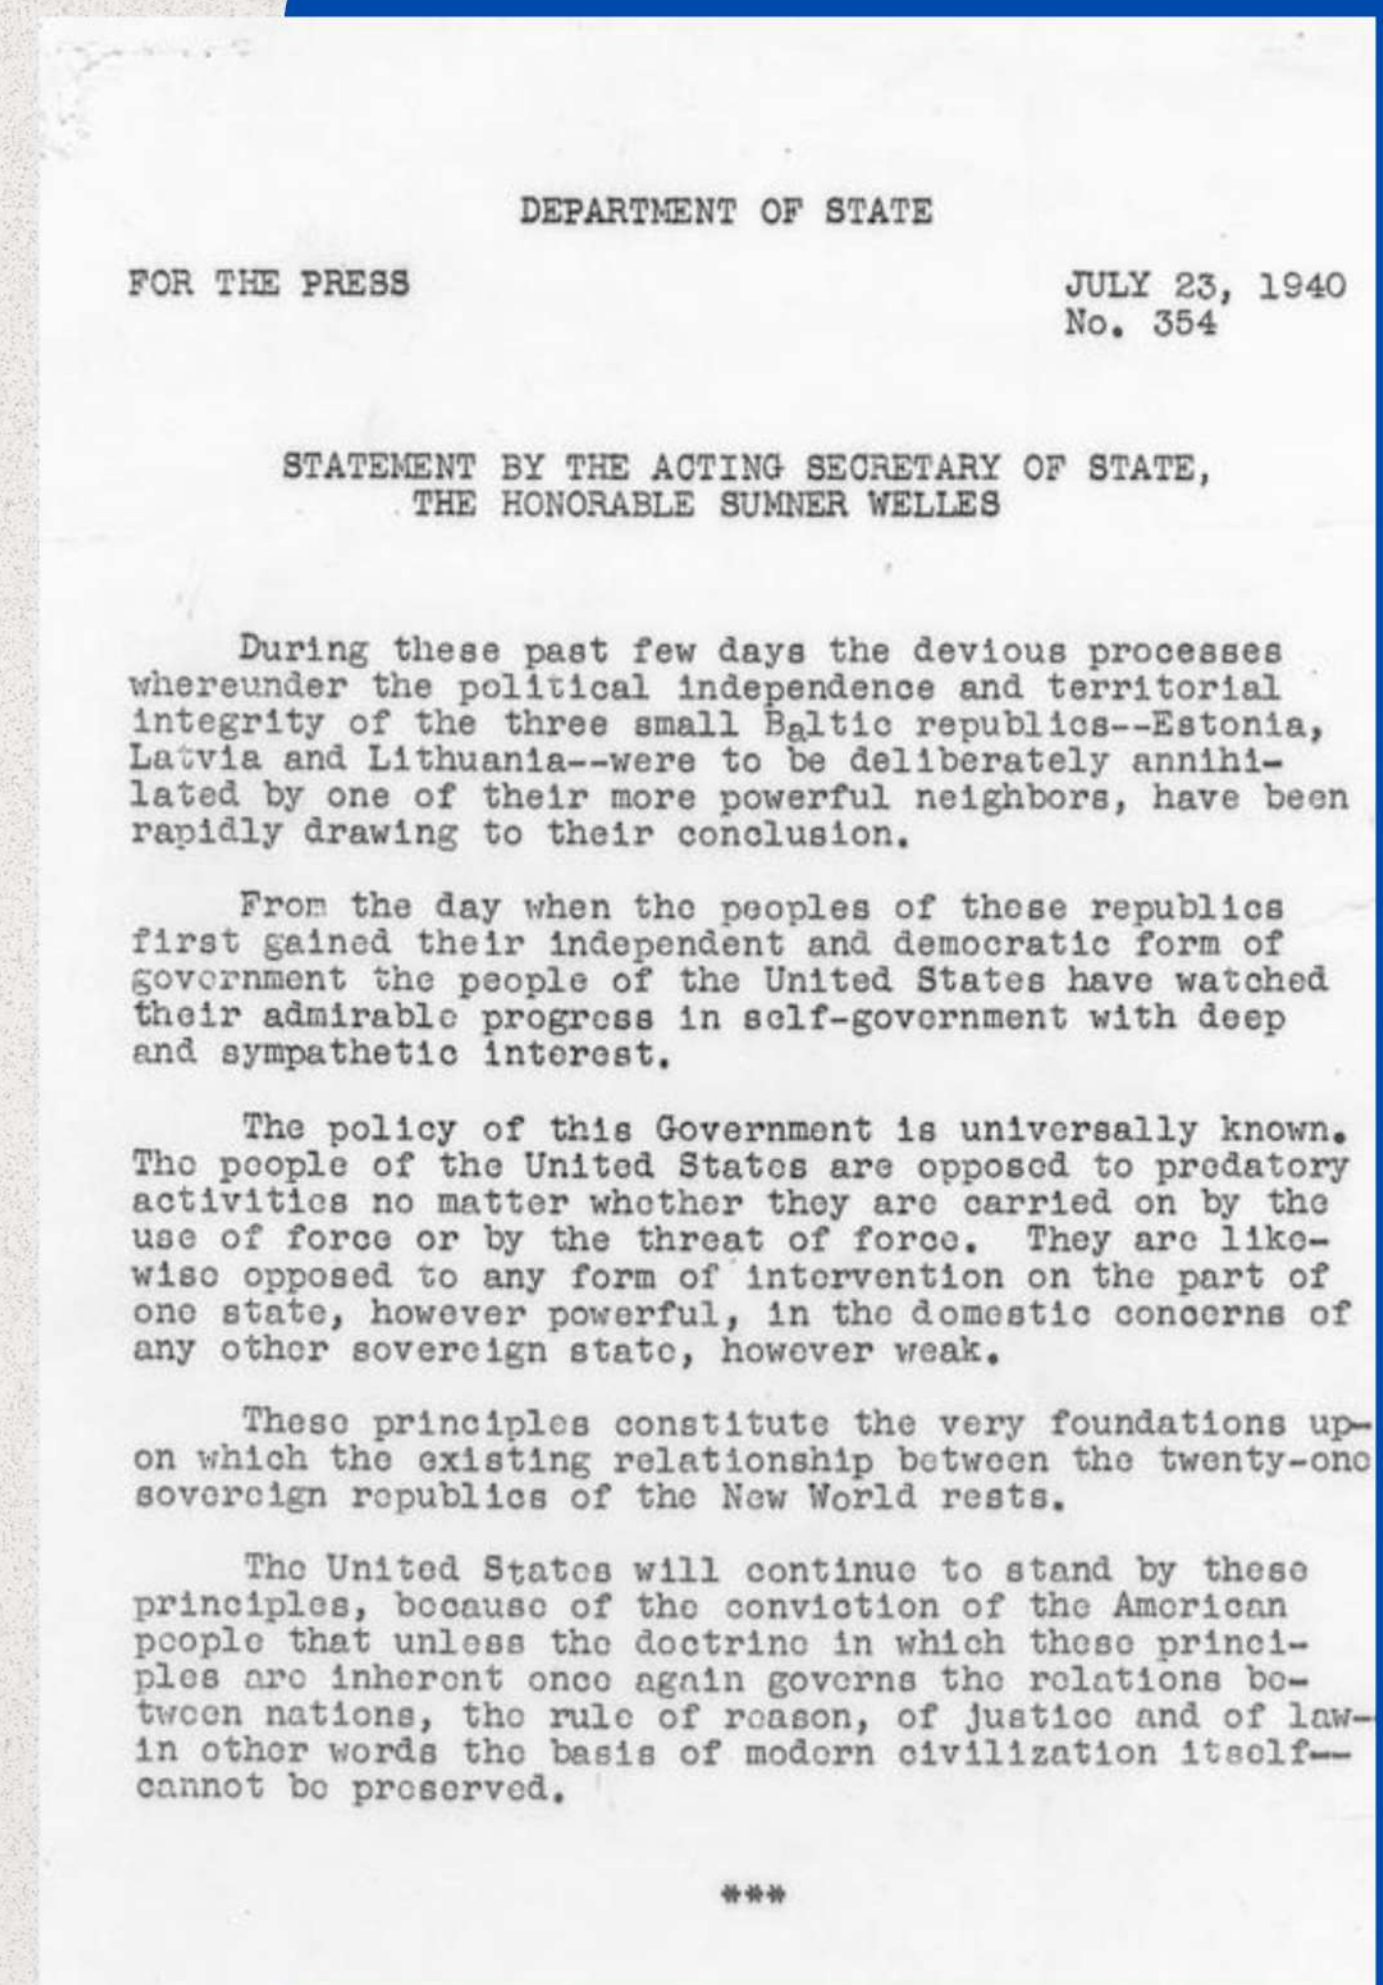 DEPARTMENT OF STATE
FOR THE PRESS
JULY 23, 1940
No. 354
STATEMENT BY THE ACTING SECRETARY OF STATE,
THE HONORABLE SUMNER WELLES
During these past few days the devious processes
whereunder the political independence and territorial
integrity of the three small Baltic republics--Estonia,
Latvia and Lithuania--were to be deliberately annihi-
lated by one of their more powerful neighbors, have been
rapidly drawing to their conclusion.
From the day when the peoples of these republics
first gained their independent and democratic form of
government the people of the United States have watched
their admirable progress in self-government with deep
and sympathetic interest.
The policy of this Government is universally known.
The people of the United States are opposed to predatory
activities no matter whether they are carried on by the
use of force or by the threat of force. They are like-
wise opposed to any form of intervention on the part of
one state, however powerful, in the domestic concerns of
any other sovereign state, however weak.
These principles constitute the very foundations up-
on which the existing relationship between the twenty-one
sovereign republics of the New World rests.
The United States will continue to stand by these
principles, because of the conviction of the American
people that unless the doctrine in which these princi-
ples are inherent once again governs the relations be-
tween nations, the rule of reason, of justice and of law--
in other words the basis of modern civilization itself--
cannot be preserved.
***